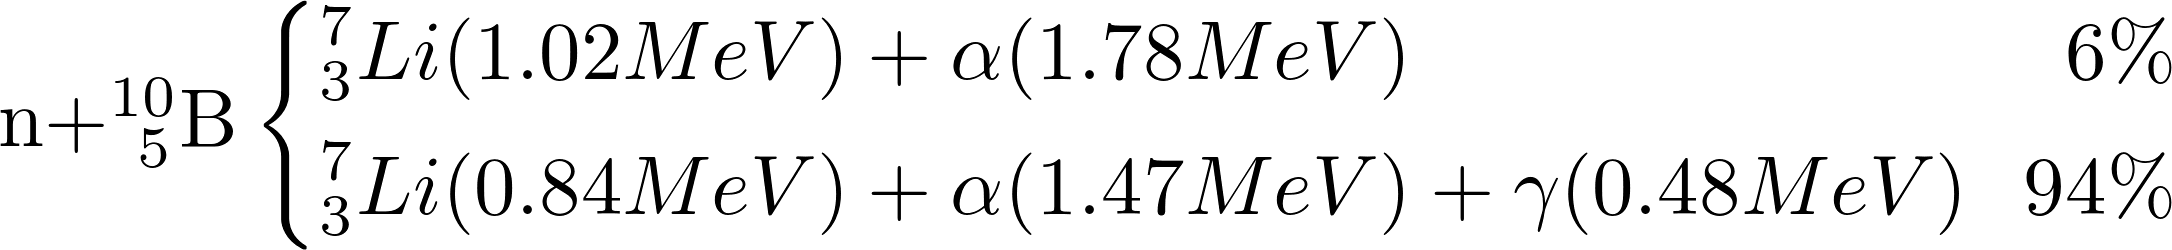 n+¹⁰₅B { ⁷₃Li(1.02MeV) + α(1.78MeV) 6%
⁷₃Li(0.84MeV) + α(1.47MeV) + γ(0.48MeV) 94%